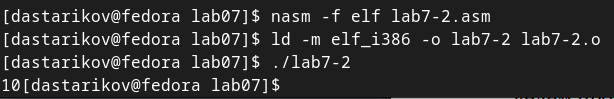 [dastarikov@fedora lab07]$ nasm -f elf lab7-2.asm
[dastarikov@fedora lab07]$ ld -m elf_i386 -o lab7-2 lab7-2.o
[dastarikov@fedora lab07]$ ./lab7-2
10[dastarikov@fedora lab07]$